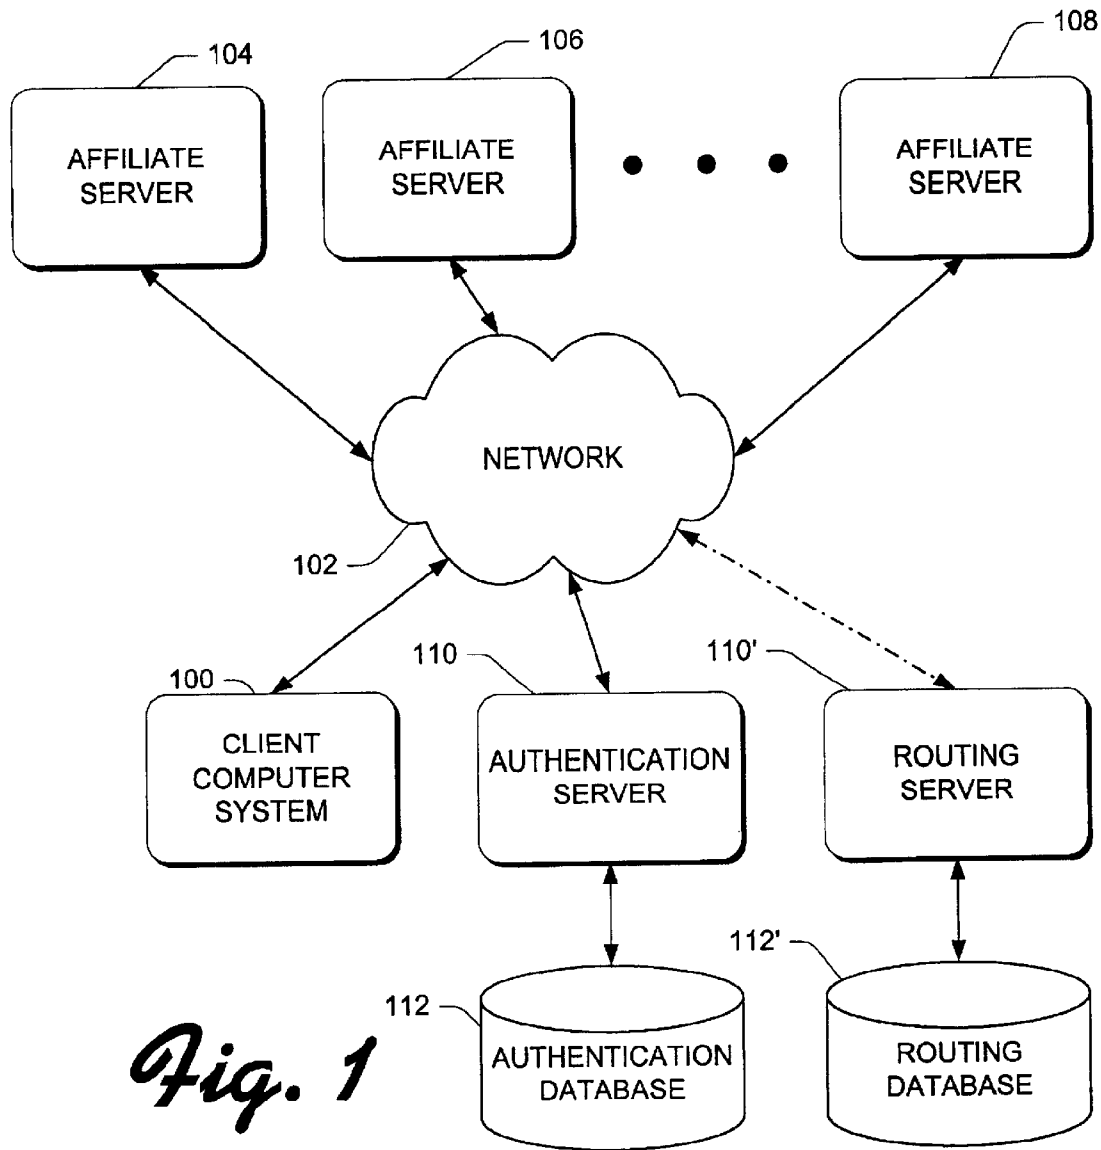 104
106
108
AFFILIATE
SERVER
AFFILIATE
SERVER
AFFILIATE
SERVER
NETWORK
102
100
110
110'
CLIENT
COMPUTER
SYSTEM
AUTHENTICATION
SERVER
ROUTING
SERVER
112
112'
AUTHENTICATION
DATABASE
ROUTING
DATABASE
Fig. 1